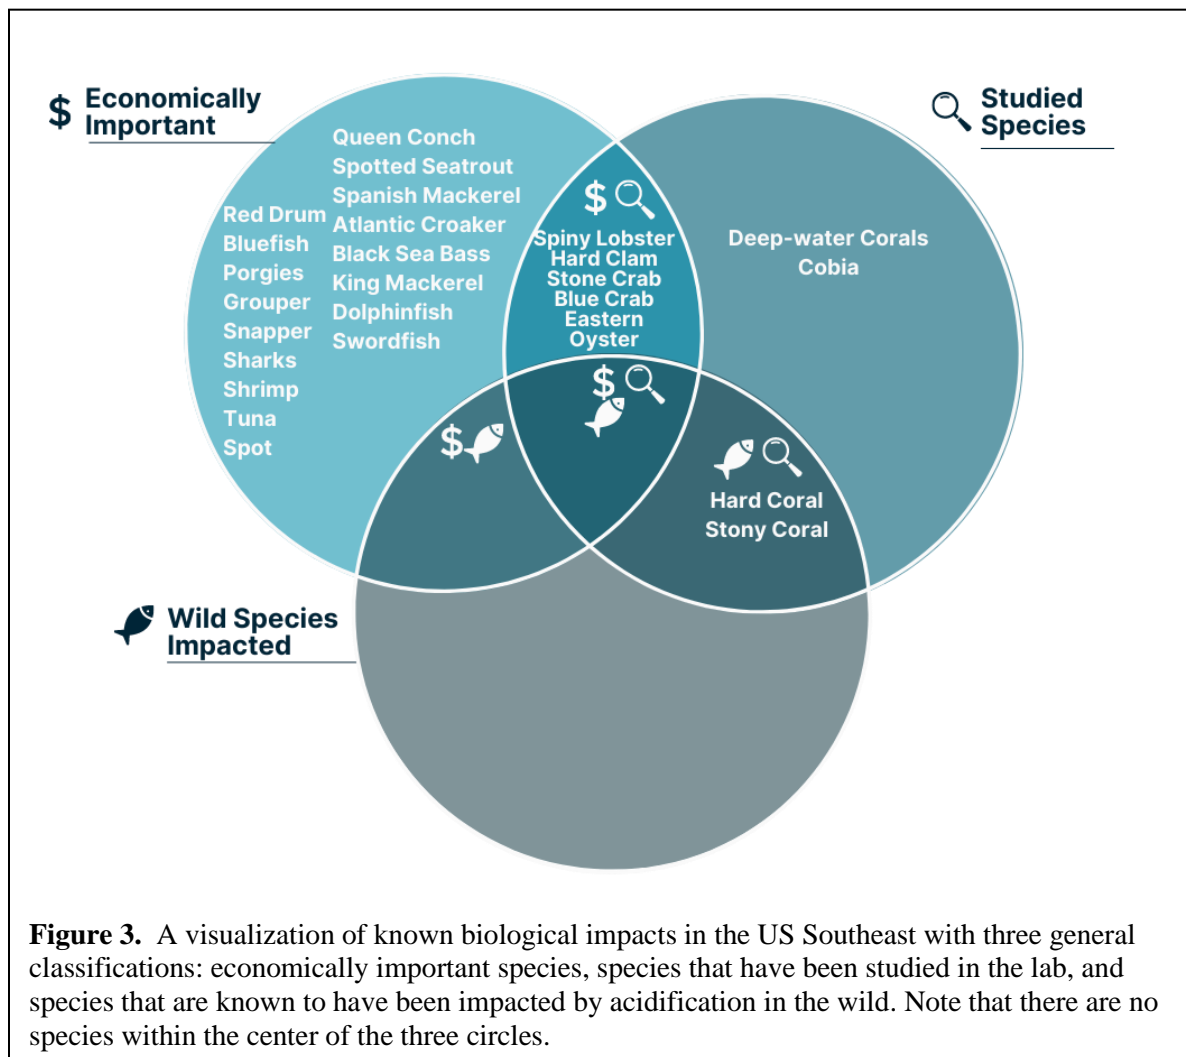 $ Economically
Important
Studied
Species
Queen Conch
Spotted Seatrout
Spanish Mackerel
Atlantic Croaker
Black Sea Bass
King Mackerel
Dolphinfish
Swordfish
Red Drum
Bluefish
Porgies
Grouper
Snapper
Sharks
Shrimp
Tuna
Spot
$
Spiny Lobster
Hard Clam
Stone Crab
Blue Crab
Eastern
Oyster
Deep-water Corals
Cobia
$
$
Hard Coral
Stony Coral
Wild Species
Impacted
Figure 3. A visualization of known biological impacts in the US Southeast with three general
classifications: economically important species, species that have been studied in the lab, and
species that are known to have been impacted by acidification in the wild. Note that there are no
species within the center of the three circles.